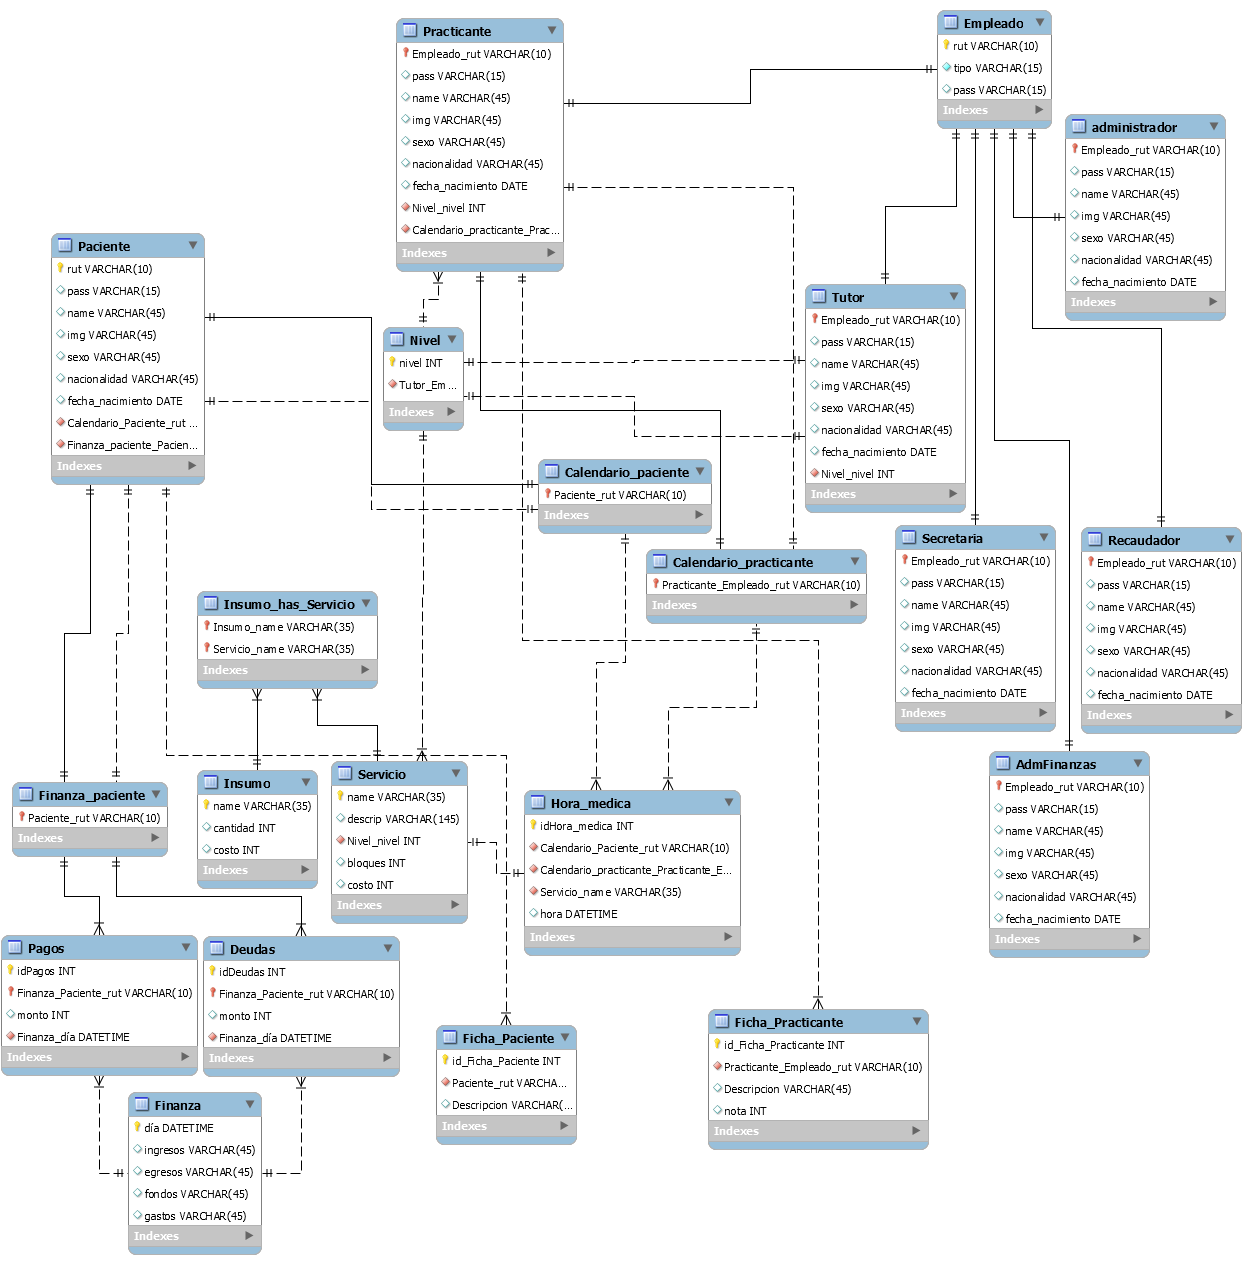 Practicante
Empleado_rut VARCHAR(10)
pass VARCHAR(15)
name VARCHAR(45)
img VARCHAR(45)
sexo VARCHAR(45)
nacionalidad VARCHAR(45)
fecha_nacimiento DATE
Nivel_nivel INT
Calendario_practicante_Prac...
Indexes
Empleado
rut VARCHAR(10)
tipo VARCHAR(15)
pass VARCHAR(15)
Indexes
administrador
Empleado_rut VARCHAR(10)
pass VARCHAR(15)
name VARCHAR(45)
img VARCHAR(45)
sexo VARCHAR(45)
nacionalidad VARCHAR(45)
fecha_nacimiento DATE
Indexes
Paciente
rut VARCHAR(10)
pass VARCHAR(15)
name VARCHAR(45)
img VARCHAR(45)
sexo VARCHAR(45)
nacionalidad VARCHAR(45)
fecha_nacimiento DATE
Calendario_Paciente_rut ...
Finanza_paciente_Pacien...
Indexes
Nivel
nivel INT
Tutor_Em...
Indexes
Tutor
Empleado_rut VARCHAR(10)
pass VARCHAR(15)
name VARCHAR(45)
img VARCHAR(45)
sexo VARCHAR(45)
nacionalidad VARCHAR(45)
fecha_nacimiento DATE
Nivel_nivel INT
Indexes
Calendario_paciente
Paciente_rut VARCHAR(10)
Indexes
Calendario_practicante
Practicante_Empleado_rut VARCHAR(10)
Indexes
Secretaria
Empleado_rut VARCHAR(10)
pass VARCHAR(15)
name VARCHAR(45)
img VARCHAR(45)
sexo VARCHAR(45)
nacionalidad VARCHAR(45)
fecha_nacimiento DATE
Indexes
Recaudador
Empleado_rut VARCHAR(10)
pass VARCHAR(15)
name VARCHAR(45)
img VARCHAR(45)
sexo VARCHAR(45)
nacionalidad VARCHAR(45)
fecha_nacimiento DATE
Indexes
Insumo_has_Servicio
Insumo_name VARCHAR(35)
Servicio_name VARCHAR(35)
Indexes
Finanza_paciente
Paciente_rut VARCHAR(10)
Indexes
Insumo
name VARCHAR(35)
cantidad INT
costo INT
Indexes
Servicio
name VARCHAR(35)
descrip VARCHAR(145)
Nivel_nivel INT
bloques INT
costo INT
Indexes
Hora_medica
idHora_medica INT
Calendario_Paciente_rut VARCHAR(10)
Calendario_practicante_Practicante_E...
Servicio_name VARCHAR(35)
hora DATETIME
Indexes
AdmFinanzas
Empleado_rut VARCHAR(10)
pass VARCHAR(15)
name VARCHAR(45)
img VARCHAR(45)
sexo VARCHAR(45)
nacionalidad VARCHAR(45)
fecha_nacimiento DATE
Indexes
Pagos
idPagos INT
Finanza_Paciente_rut VARCHAR(10)
monto INT
Finanza_día DATETIME
Indexes
Deudas
idDeudas INT
Finanza_Paciente_rut VARCHAR(10)
monto INT
Finanza_día DATETIME
Indexes
Ficha_Paciente
id_Ficha_Paciente INT
Paciente_rut VARCHA...
Descripcion VARCHAR(...
Indexes
Ficha_Practicante
id_Ficha_Practicante INT
Practicante_Empleado_rut VARCHAR(10)
Descripcion VARCHAR(45)
nota INT
Indexes
Finanza
día DATETIME
ingresos VARCHAR(45)
egresos VARCHAR(45)
fondos VARCHAR(45)
gastos VARCHAR(45)
Indexes